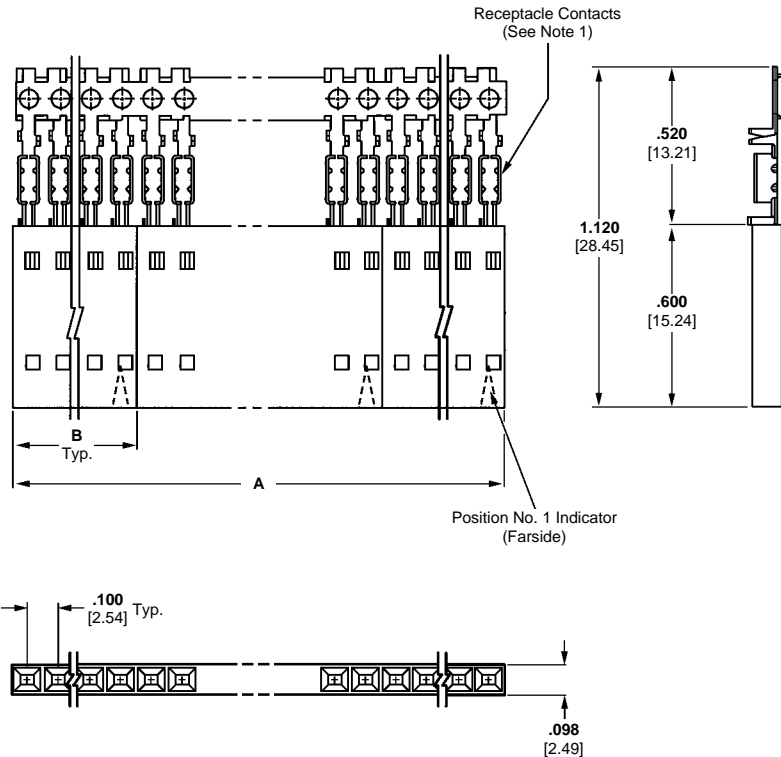 Receptacle Contacts
(See Note 1)
.520
[13.21]
1.120
[28.45]
.600
[15.24]
B
Typ.
A
Position No. 1 Indicator
(Farside)
.100
[2.54] Typ.
.098
[2.49]